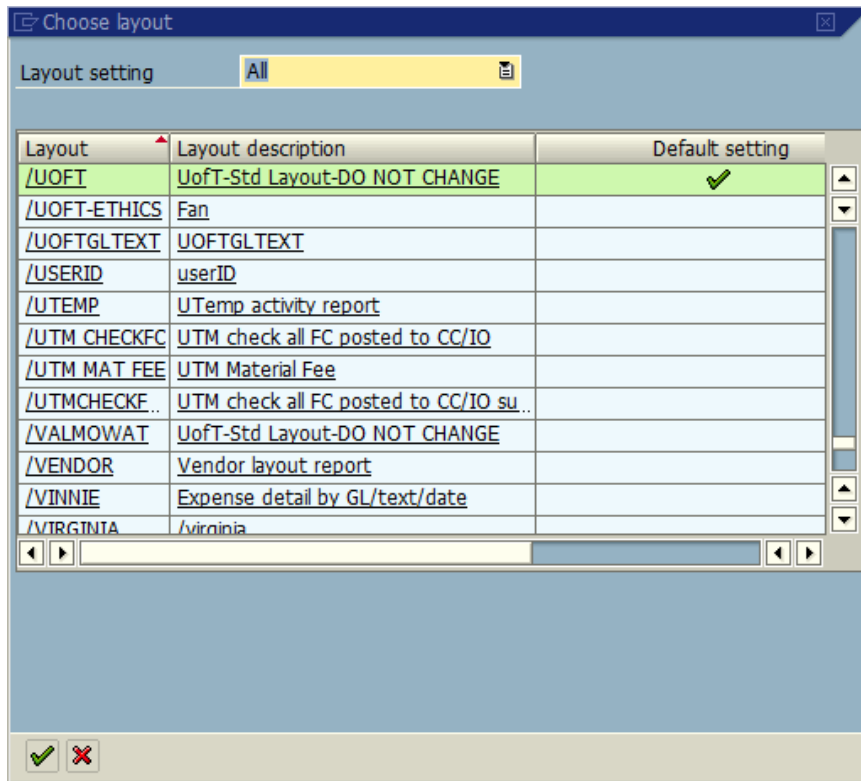 Choose layout
Layout setting All
Layout Layout description Default setting
/UOFT UofT-Std Layout-DO NOT CHANGE
/UOFT-ETHICS Fan
/UOFTGLTEXT UOFTGLTEXT
/USERID userID
/UTEMP UTemp activity report
/UTM CHECKFC UTM check all FC posted to CC/IO
/UTM MAT FEE UTM Material Fee
/UTMCHECKF... UTM check all FC posted to CC/IO su...
/VALMOWAT UofT-Std Layout-DO NOT CHANGE
/VENDOR Vendor layout report
/VINNIE Expense detail by GL/text/date
/VIRGINIA /virginia